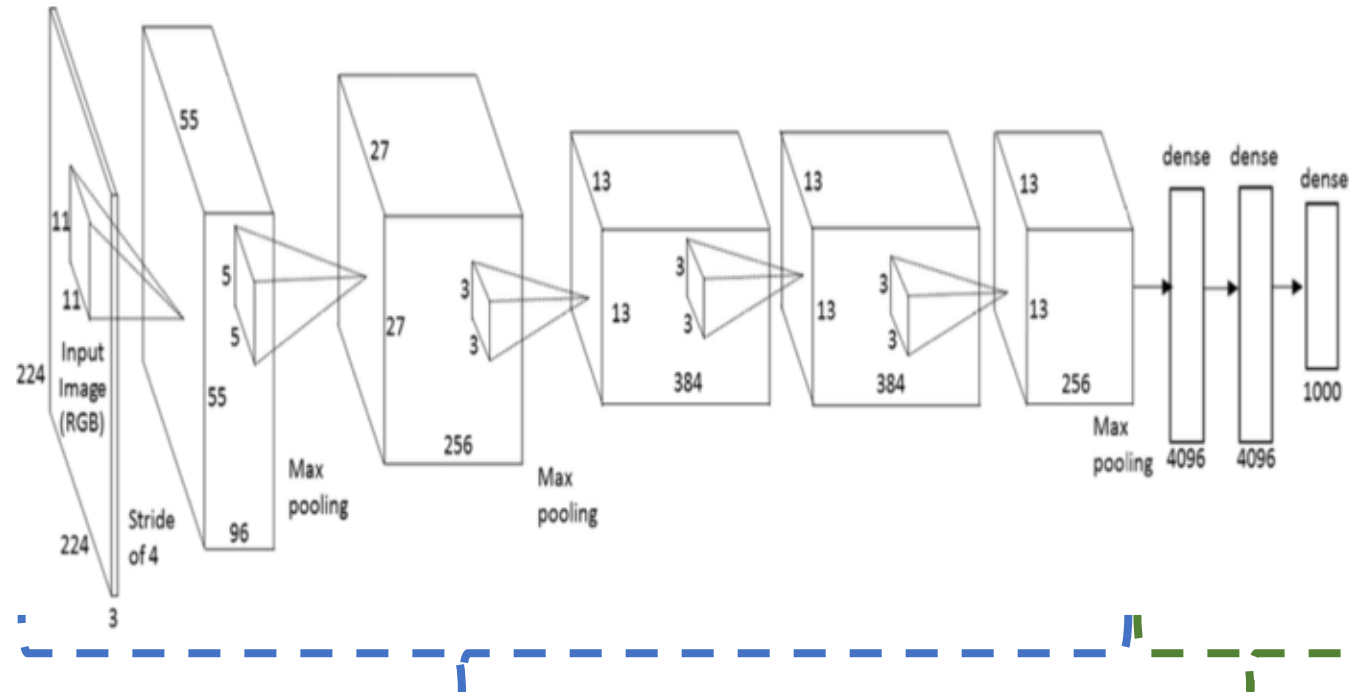 11
11
Input
Image
(RGB)
224
224
3
Stride
of 4
55
5
5
55
96
Max
pooling
27
3
3
27
256
Max
pooling
13
3
3
13
384
13
3
3
13
384
13
13
256
Max
pooling
dense
4096
dense
4096
dense
1000